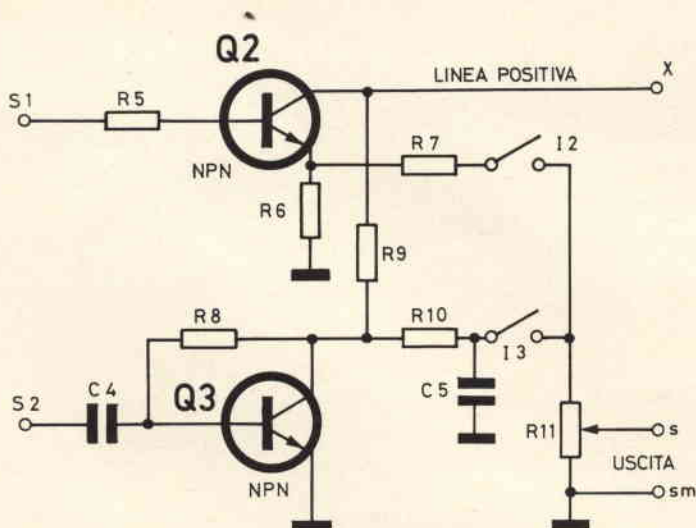 Q2
X
LINEA POSITIVA
S1
R5
R7
I2
NPN
R6
R9
R8
R10
C4
Q3
I3
S2
C5
R11
s
USCITA
NPN
sm